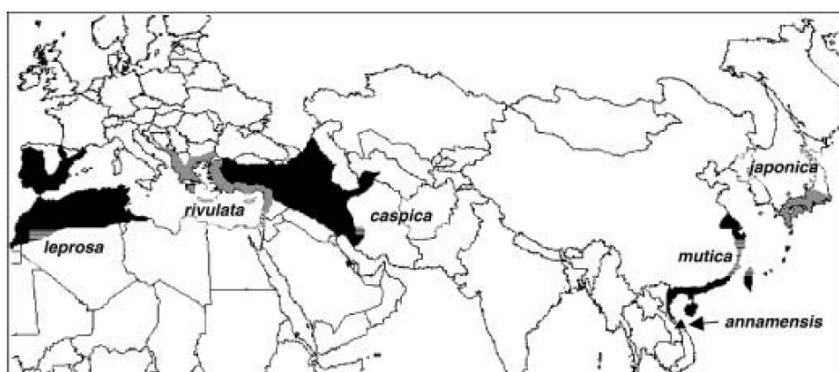 japonica
rivulata
caspica
leprosa
mutica
annamensis